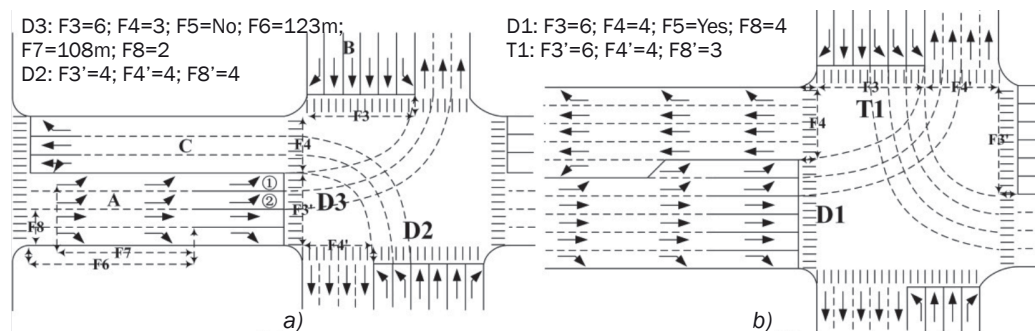 D3: F3=6; F4=3; F5=No; F6=123m;
F7=108m; F8=2
D2: F3’=4; F4’=4; F8’=4
B
F3
C
F4
①
A
②
F3'
D3
F8
D2
F7
F4'
F6
a)
D1: F3=6; F4=4; F5=Yes; F8=4
T1: F3’=6; F4’=4; F8’=3
F3
F4'
T1
F4
F3'
D1
b)